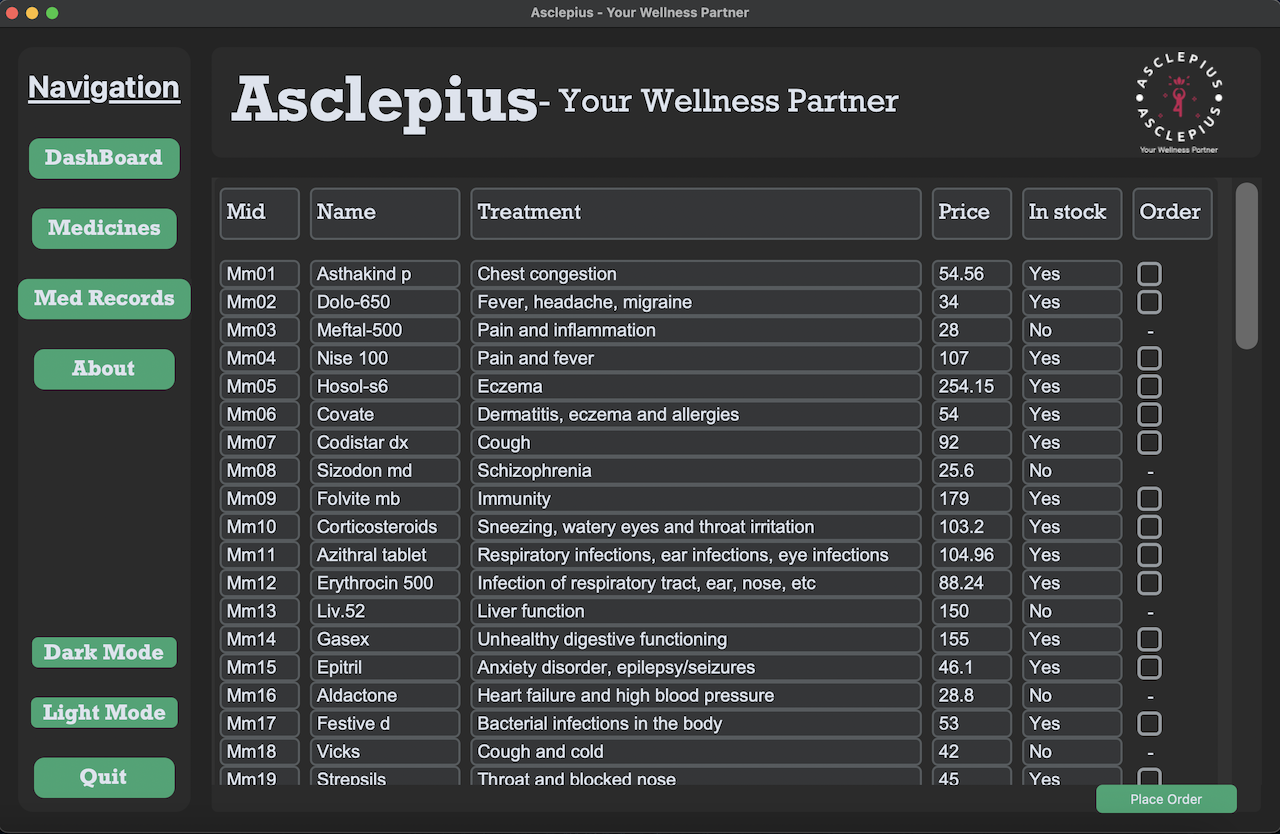 Asclepius - Your Wellness Partner
Navigation
DashBoard
Medicines
Med Records
About
Dark Mode
Light Mode
Quit
Asclepius- Your Wellness Partner
ASCLEPIUS
ASCLEPIUS
Your Wellness Partner
Mid Name Treatment Price In stock Order
Mm01 Asthakind p Chest congestion 54.56 Yes
Mm02 Dolo-650 Fever, headache, migraine 34 Yes
Mm03 Meftal-500 Pain and inflammation 28 No -
Mm04 Nise 100 Pain and fever 107 Yes
Mm05 Hosol-s6 Eczema 254.15 Yes
Mm06 Covate Dermatitis, eczema and allergies 54 Yes
Mm07 Codistar dx Cough 92 Yes
Mm08 Sizodon md Schizophrenia 25.6 No -
Mm09 Folvite mb Immunity 179 Yes
Mm10 Corticosteroids Sneezing, watery eyes and throat irritation 103.2 Yes
Mm11 Azithral tablet Respiratory infections, ear infections, eye infections 104.96 Yes
Mm12 Erythrocin 500 Infection of respiratory tract, ear, nose, etc 88.24 Yes
Mm13 Liv.52 Liver function 150 No -
Mm14 Gasex Unhealthy digestive functioning 155 Yes
Mm15 Epitril Anxiety disorder, epilepsy/seizures 46.1 Yes
Mm16 Aldactone Heart failure and high blood pressure 28.8 No -
Mm17 Festive d Bacterial infections in the body 53 Yes
Mm18 Vicks Cough and cold 42 No -
Mm19 Strepsils Throat and blocked nose 45 Yes
Place Order